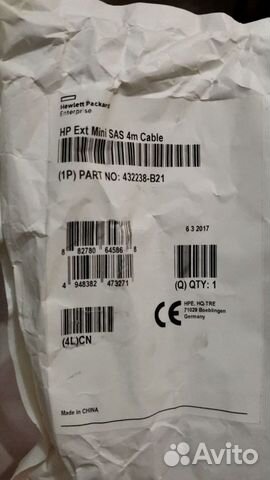 Hewlett Packard
Enterprise
HP Ext Mini SAS 4m Cable
(1P) PART NO: 432238-B21
6 3 2017
8 82780 64586 8
4 948382 473271
(Q) QTY: 1
(4L)CN
CE
HPE, HQ-TRE
71029 Boeblingen
Germany
Made in CHINA
Avito